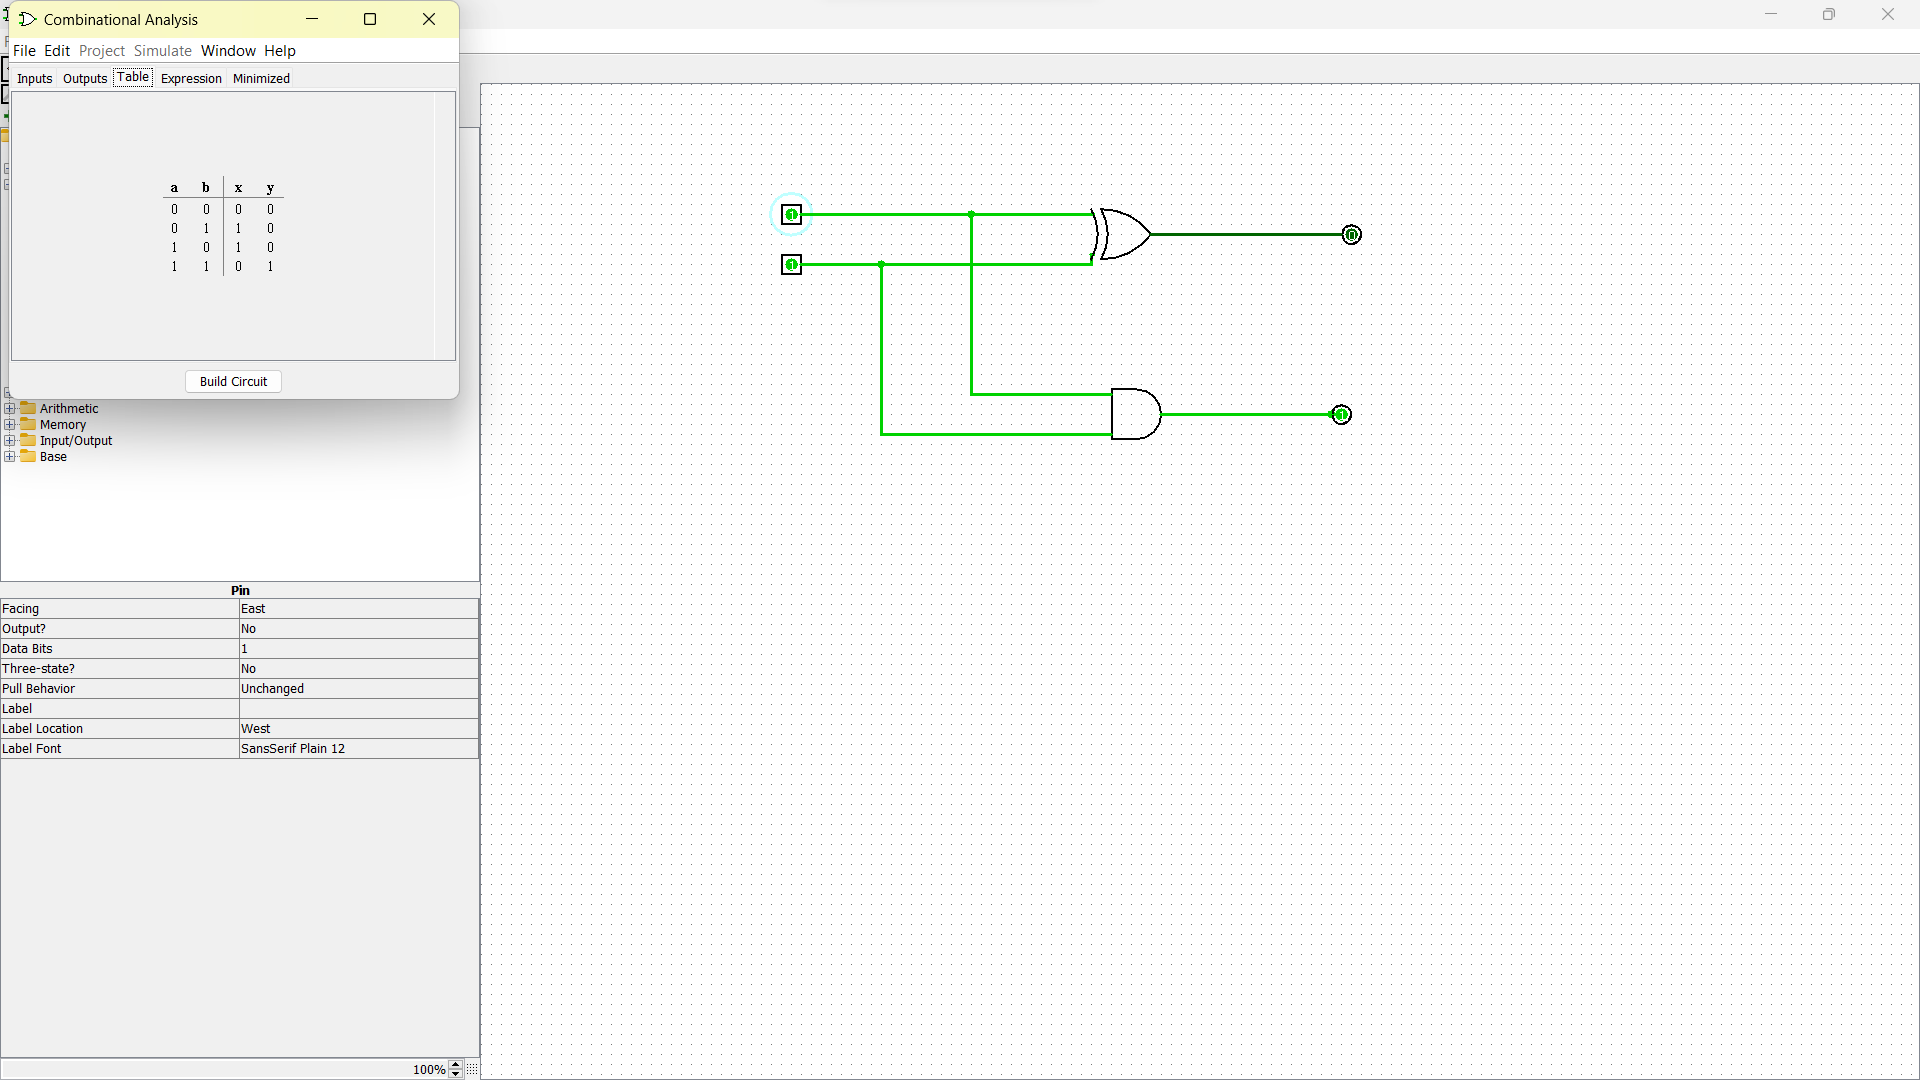 Combinational Analysis
File Edit Project Simulate Window Help
Inputs Outputs Table Expression Minimized
a b x y
0 0 0 0
0 1 1 0
1 0 1 0
1 1 0 1
Build Circuit
Arithmetic
Memory
Input/Output
Base
Pin
Facing East
Output? No
Data Bits 1
Three-state? No
Pull Behavior Unchanged
Label
Label Location West
Label Font SansSerif Plain 12
100%
1
1
0
1